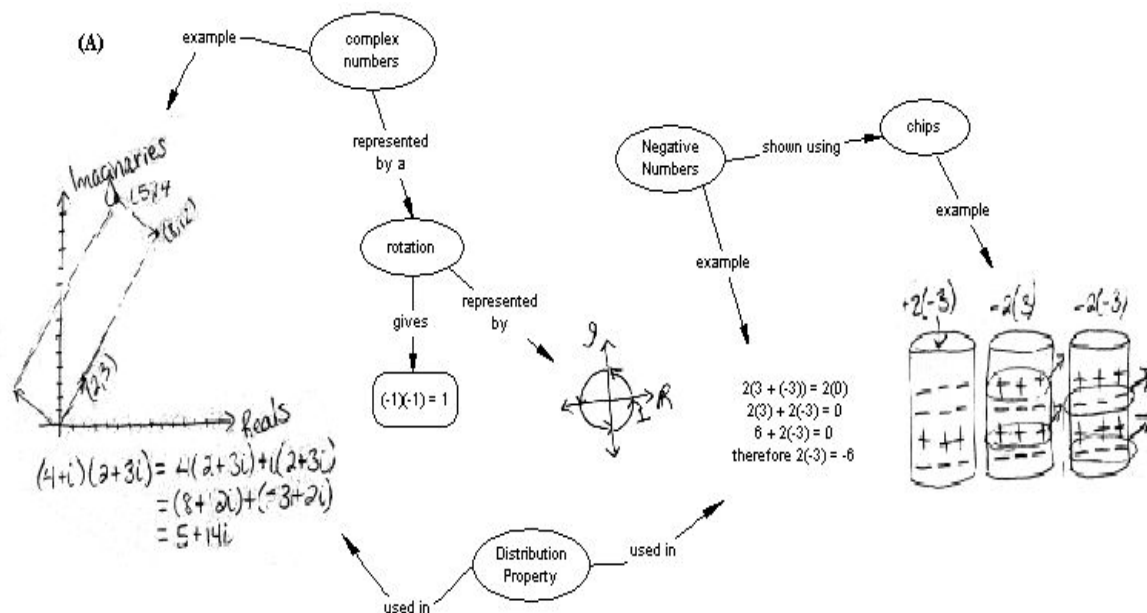 (A)
example
complex
numbers
represented
by a
rotation
gives
represented
by
(-1)(-1) = 1
Imaginaries
(5,14
(8,12)
(2,3)
Reals
(4+i)(2+3i) = 4(2+3i)+i(2+3i)
= (8+12i)+(-3+2i)
= 5+14i
R
1
Negative
Numbers
shown using
chips
example
example
2(3 + (-3)) = 2(0)
2(3) + 2(-3) = 0
6 + 2(-3) = 0
therefore 2(-3) = -6
+2(-3)
-2(3)
-2(-3)
- - - -
- - - -
+ + +
- - - -
+ + +
- - -
+ + +
- - -
+ + +
- - -
+ + +
- - -
Distribution
Property
used in
used in